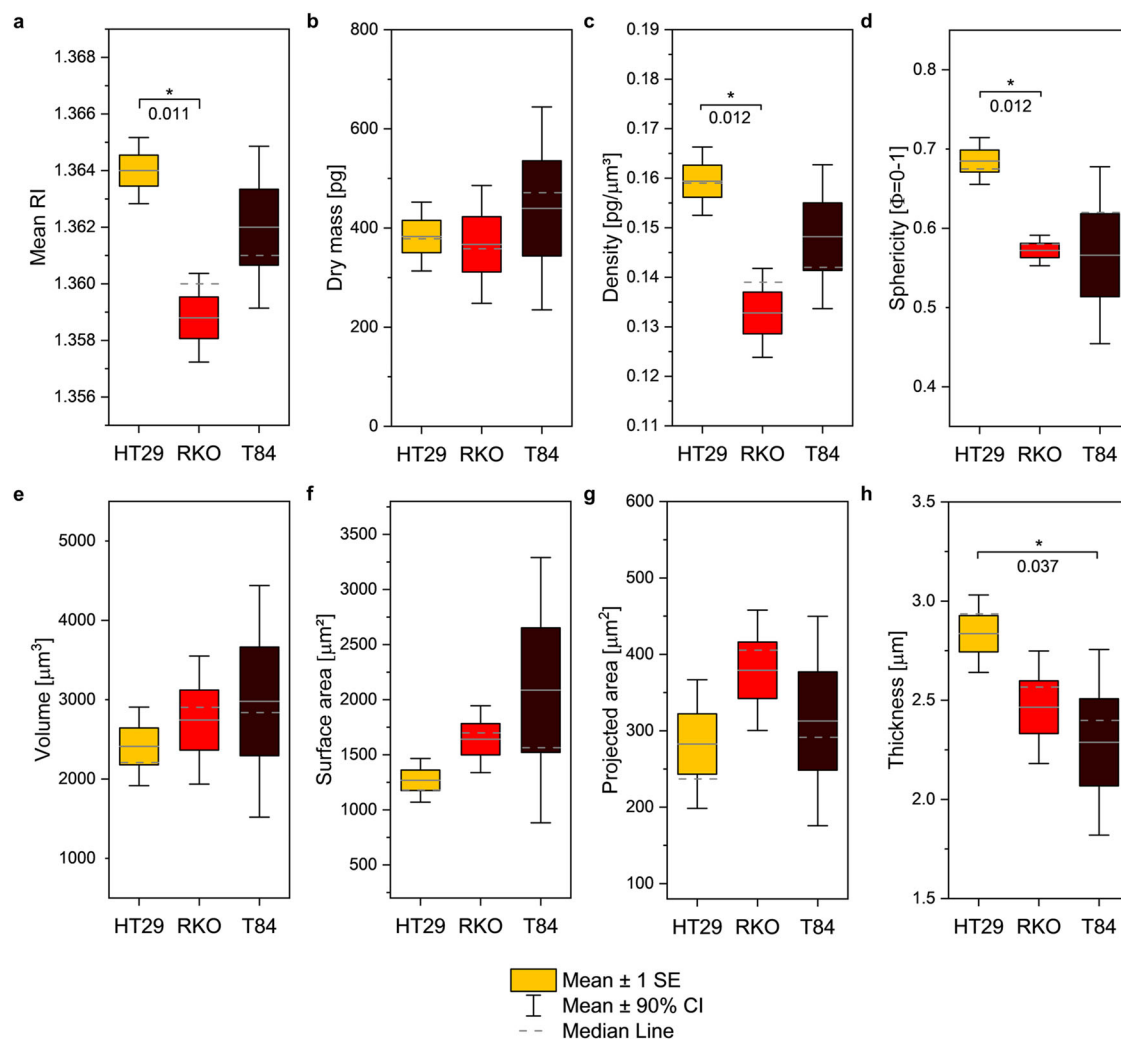 a
Mean RI
1.368
1.366
1.364
1.362
1.360
1.358
1.356
*
0.011
HT29 RKO T84
b
Dry mass [pg]
800
600
400
200
0
HT29 RKO T84
c
Density [pg/µm³]
0.19
0.18
0.17
0.16
0.15
0.14
0.13
0.12
0.11
*
0.012
HT29 RKO T84
d
Sphericity [Φ=0-1]
0.8
0.7
0.6
0.5
0.4
*
0.012
HT29 RKO T84
e
Volume [µm³]
5000
4000
3000
2000
1000
HT29 RKO T84
f
Surface area [µm²]
3500
3000
2500
2000
1500
1000
500
HT29 RKO T84
g
Projected area [µm²]
600
500
400
300
200
100
HT29 RKO T84
h
Thickness [µm]
3.5
3.0
2.5
2.0
1.5
*
0.037
HT29 RKO T84
Mean ± 1 SE
Mean ± 90% CI
Median Line